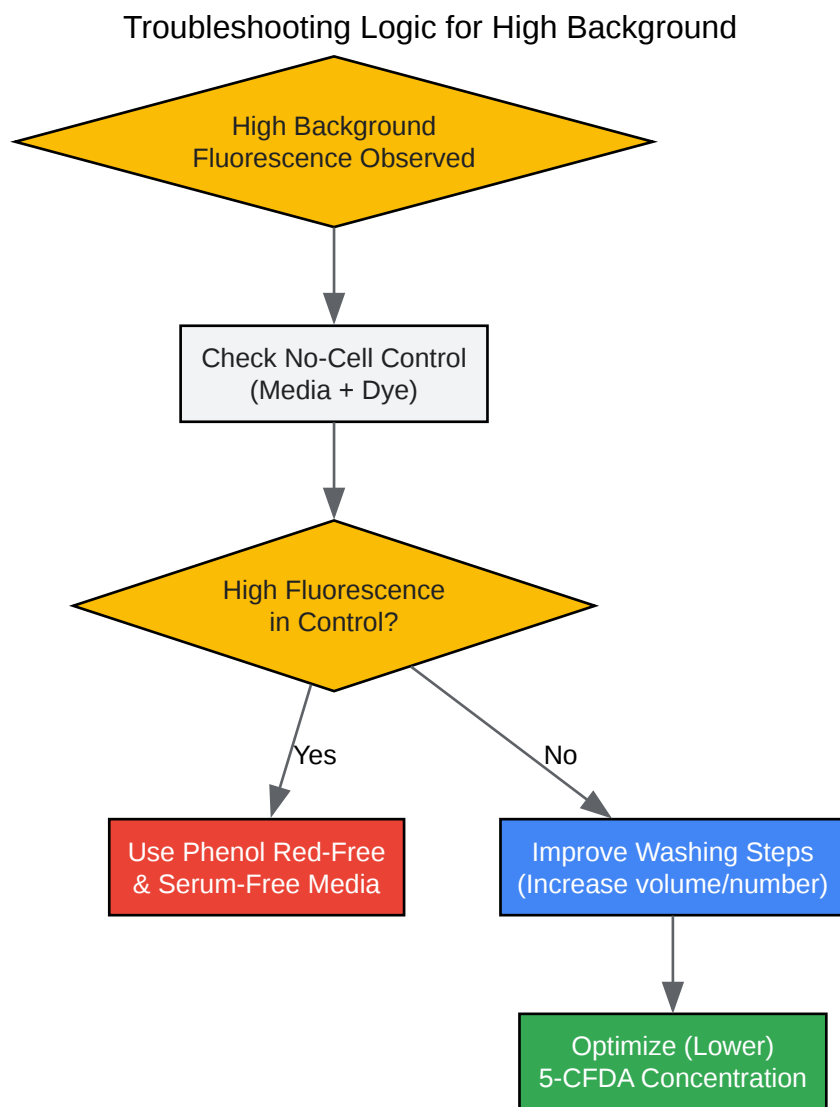 Troubleshooting Logic for High Background
High Background
Fluorescence Observed
Check No-Cell Control
(Media + Dye)
High Fluorescence
in Control?
Yes
No
Use Phenol Red-Free
& Serum-Free Media
Improve Washing Steps
(Increase volume/number)
Optimize (Lower)
5-CFDA Concentration